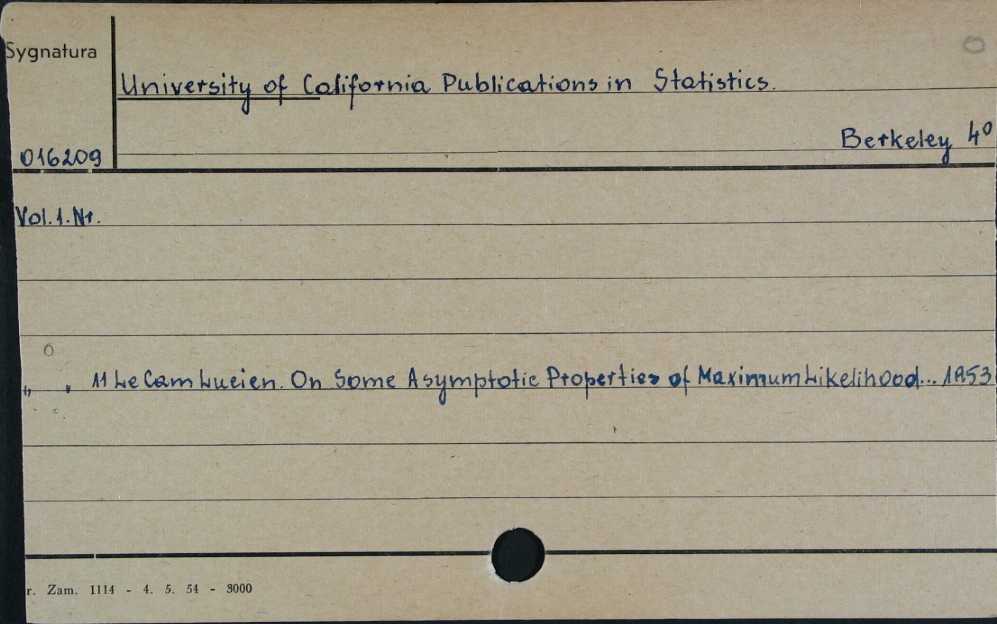 Sygnatura
University of California Publications in Statistics.
Berkeley 4°
016209
Vol. 1. Nr.
„ , 11 Le Cam Lucien. On Some Asymptotic Properties of Maximum Likelihood... 1953
r. Zam. 1114 - 4. 5. 54 - 3000